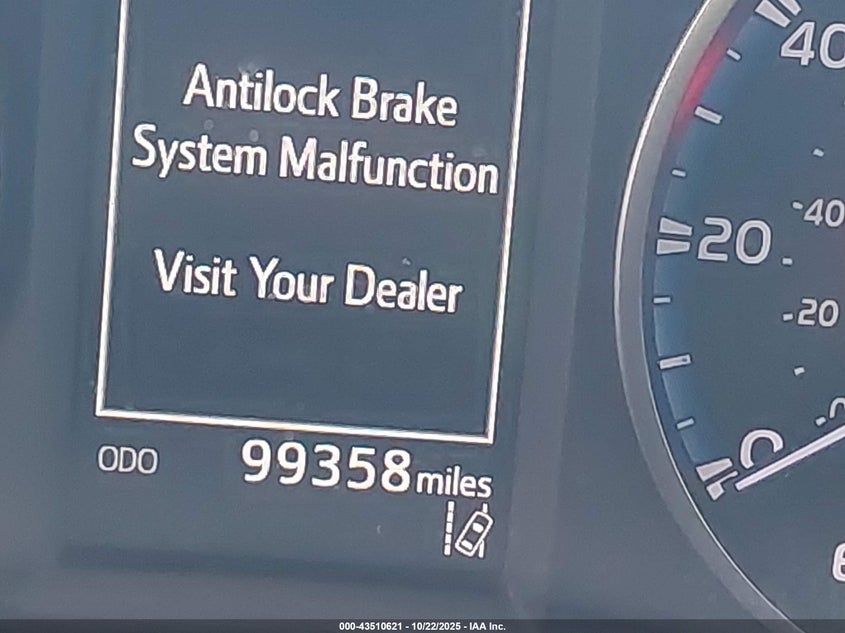 Antilock Brake
System Malfunction
Visit Your Dealer
ODO 99358 miles
40
20
0
-40
-20
000-43510621 - 10/22/2025 - IAA Inc.